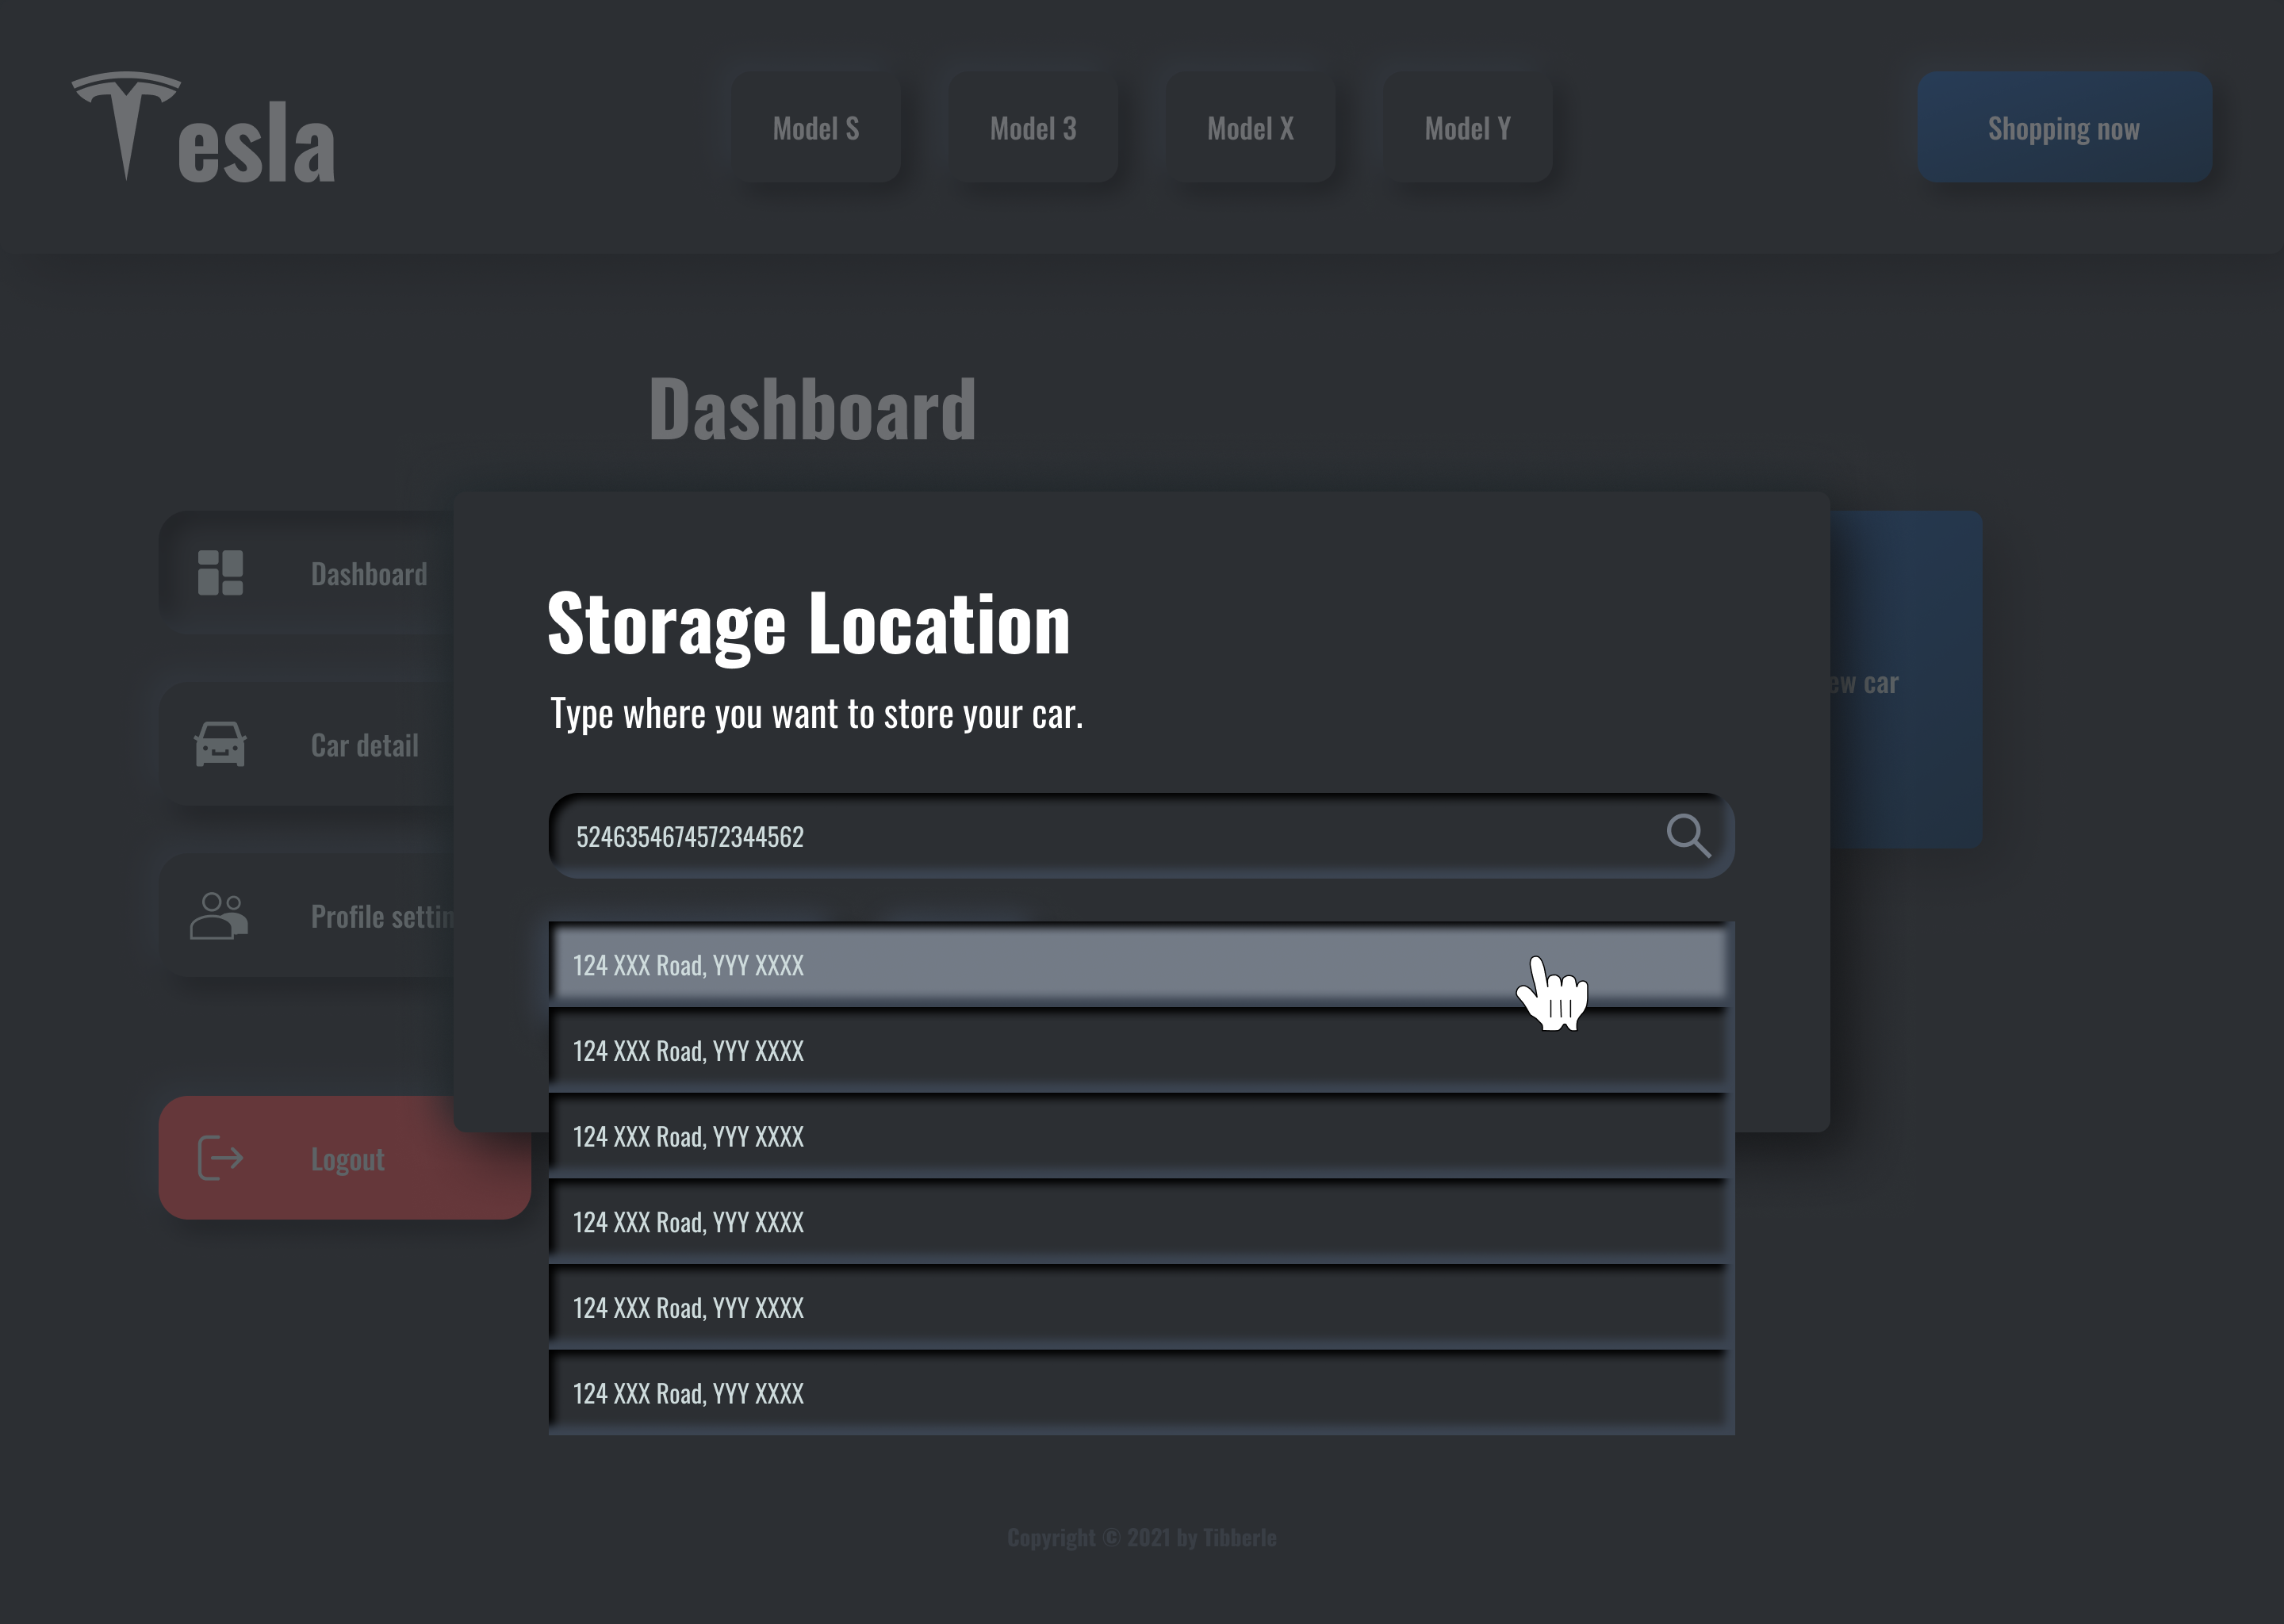 Tesla
Model S
Model 3
Model X
Model Y
Shopping now
Dashboard
Dashboard
Car detail
Profile settin
Logout
ew car
Storage Location
Type where you want to store your car.
5246354674572344562
124 XXX Road, YYY XXXX
124 XXX Road, YYY XXXX
124 XXX Road, YYY XXXX
124 XXX Road, YYY XXXX
124 XXX Road, YYY XXXX
124 XXX Road, YYY XXXX
Copyright © 2021 by Tibberle